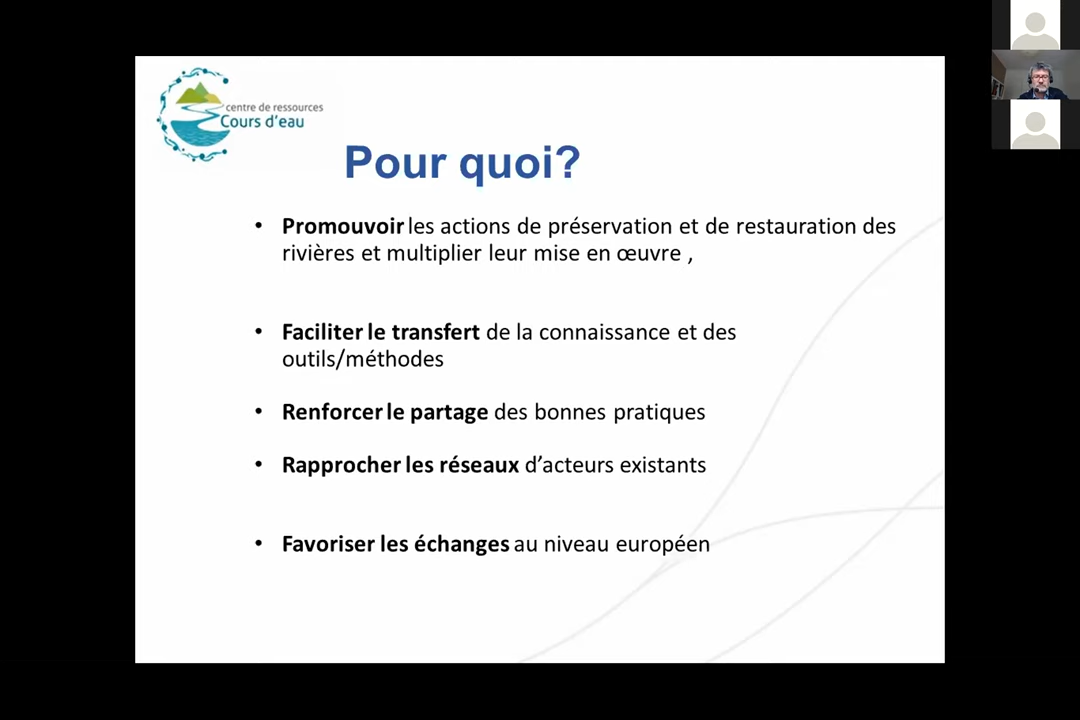 centre de ressources
Cours d'eau
Pour quoi?
• Promouvoir les actions de préservation et de restauration des
rivières et multiplier leur mise en œuvre ,
• Faciliter le transfert de la connaissance et des
outils/méthodes
• Renforcer le partage des bonnes pratiques
• Rapprocher les réseaux d’acteurs existants
• Favoriser les échanges au niveau européen